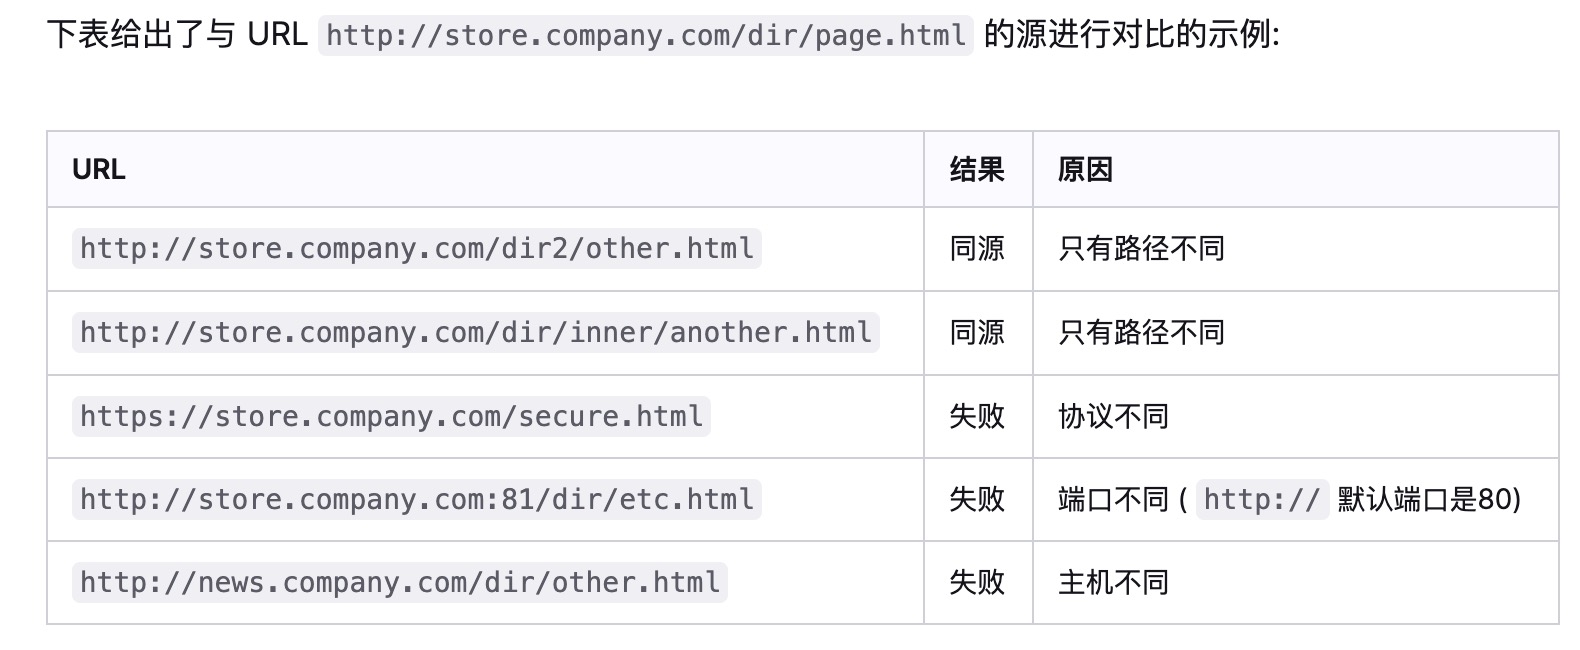 下表给出了与 URL http://store.company.com/dir/page.html 的源进行对比的示例:
URL 结果 原因
http://store.company.com/dir2/other.html 同源 只有路径不同
http://store.company.com/dir/inner/another.html 同源 只有路径不同
https://store.company.com/secure.html 失败 协议不同
http://store.company.com:81/dir/etc.html 失败 端口不同 ( http:// 默认端口是80)
http://news.company.com/dir/other.html 失败 主机不同